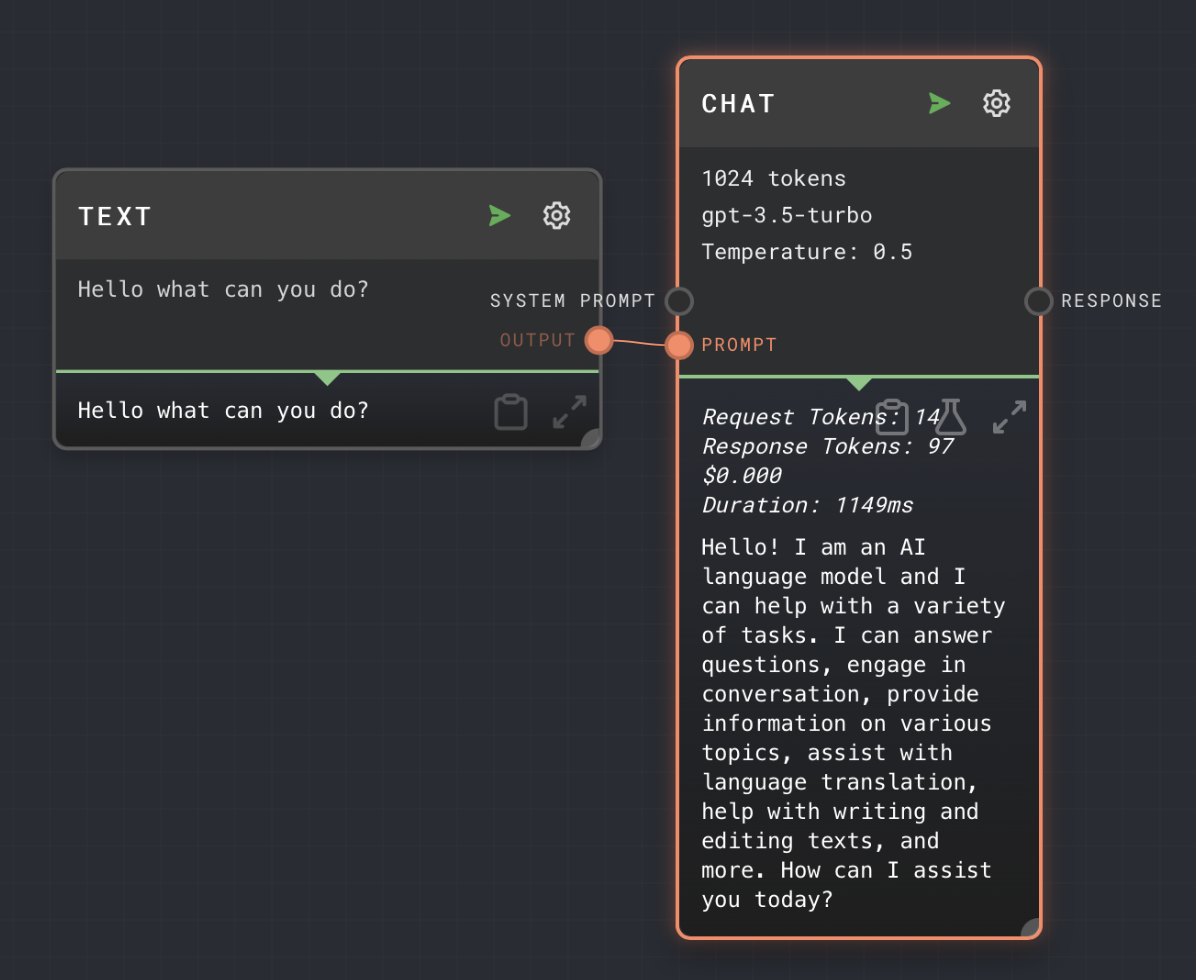 TEXT
Hello what can you do?
OUTPUT
Hello what can you do?
CHAT
1024 tokens
gpt-3.5-turbo
Temperature: 0.5
SYSTEM PROMPT
RESPONSE
PROMPT
Request Tokens: 14
Response Tokens: 97
$0.000
Duration: 1149ms
Hello! I am an AI
language model and I
can help with a variety
of tasks. I can answer
questions, engage in
conversation, provide
information on various
topics, assist with
language translation,
help with writing and
editing texts, and
more. How can I assist
you today?